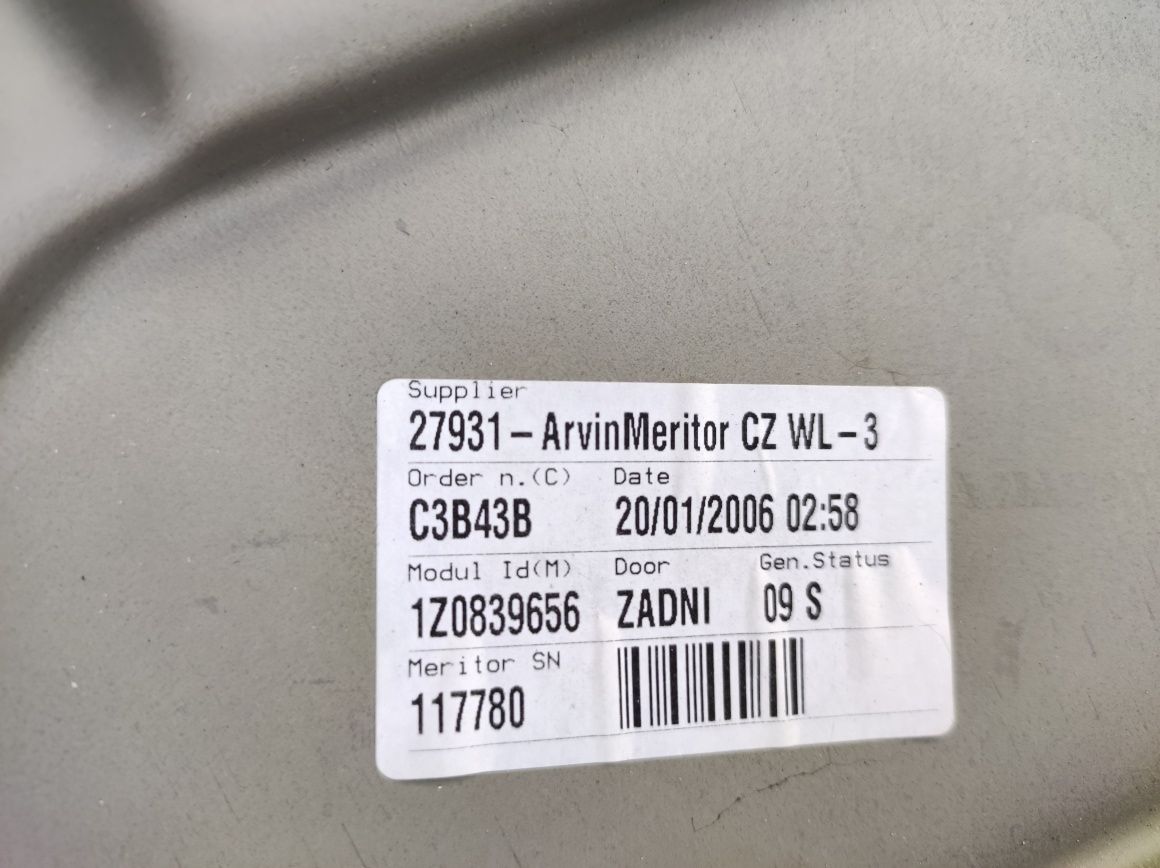 Supplier
27931 – ArvinMeritor CZ WL – 3
Order n.(C) Date
C3B43B 20/01/2006 02:58
Modul Id(M) Door Gen.Status
1Z0839656 ZADNI 09 S
Meritor SN
117780